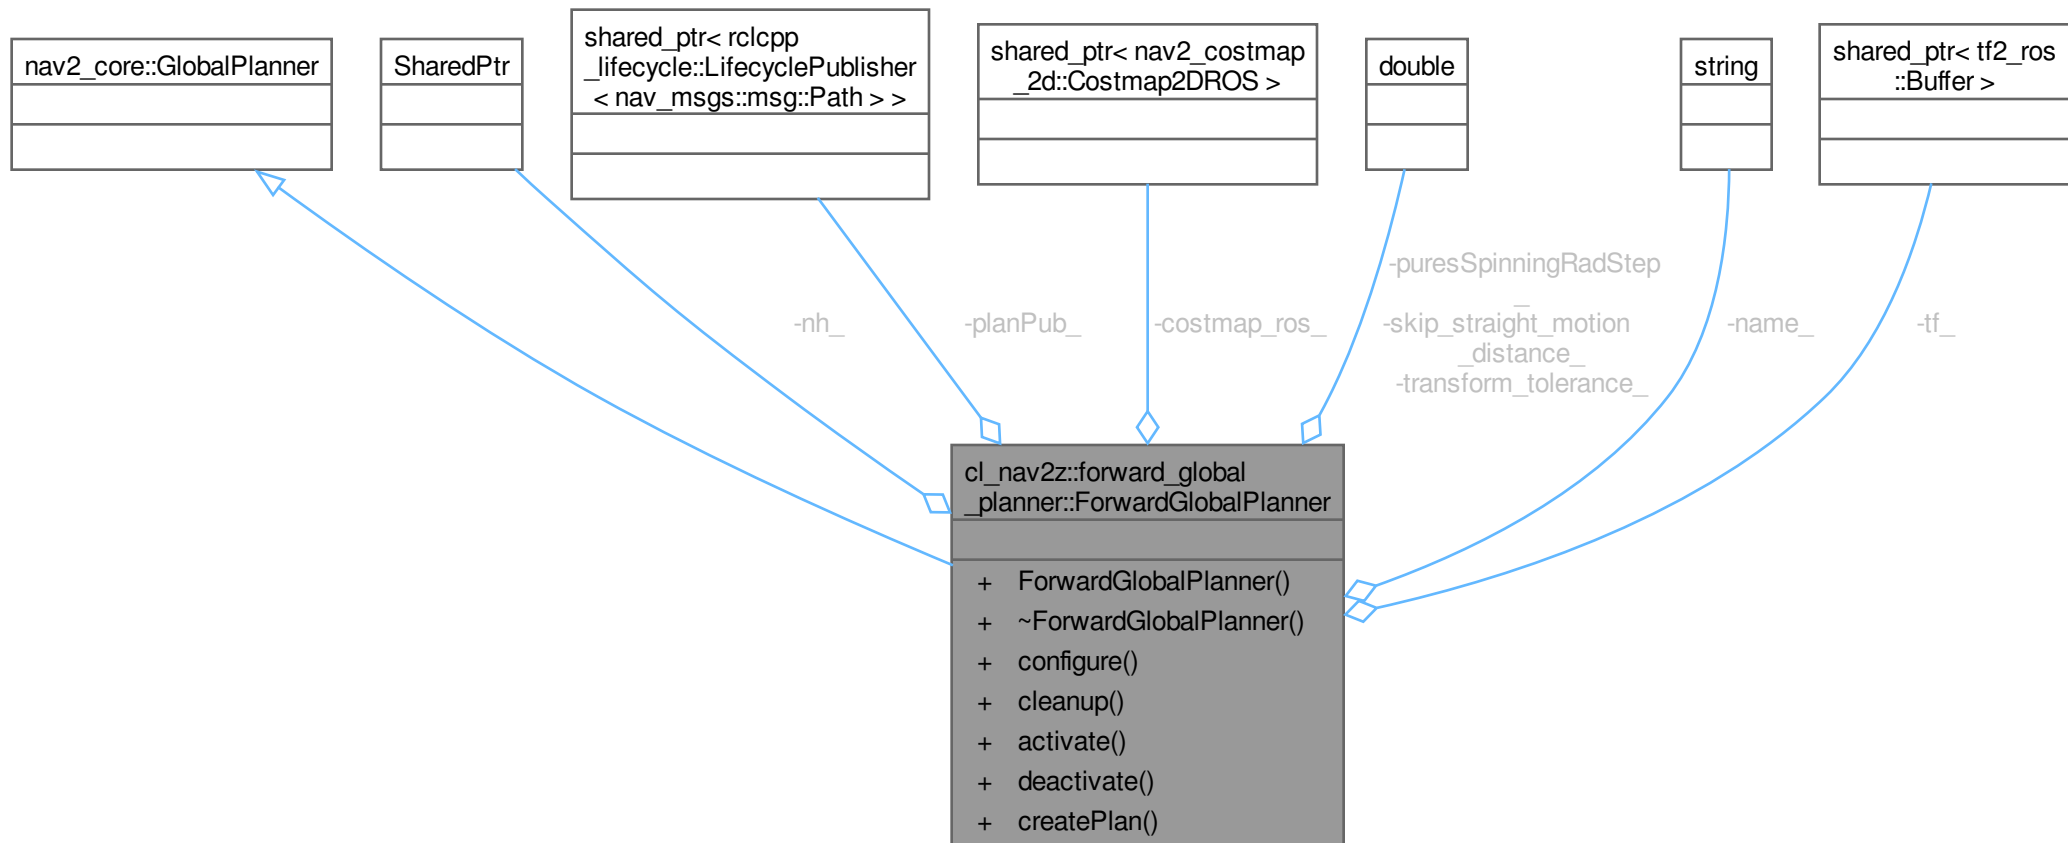 nav2_core::GlobalPlanner
SharedPtr
shared_ptr< rclcpp
_lifecycle::LifecyclePublisher
< nav_msgs::msg::Path > >
shared_ptr< nav2_costmap
_2d::Costmap2DROS >
double
string
shared_ptr< tf2_ros
::Buffer >
-nh_
-planPub_
-costmap_ros_
-puresSpinningRadStep
_
-skip_straight_motion
_distance_
-transform_tolerance_
-name_
-tf_
cl_nav2z::forward_global
_planner::ForwardGlobalPlanner
+ ForwardGlobalPlanner()
+ ~ForwardGlobalPlanner()
+ configure()
+ cleanup()
+ activate()
+ deactivate()
+ createPlan()